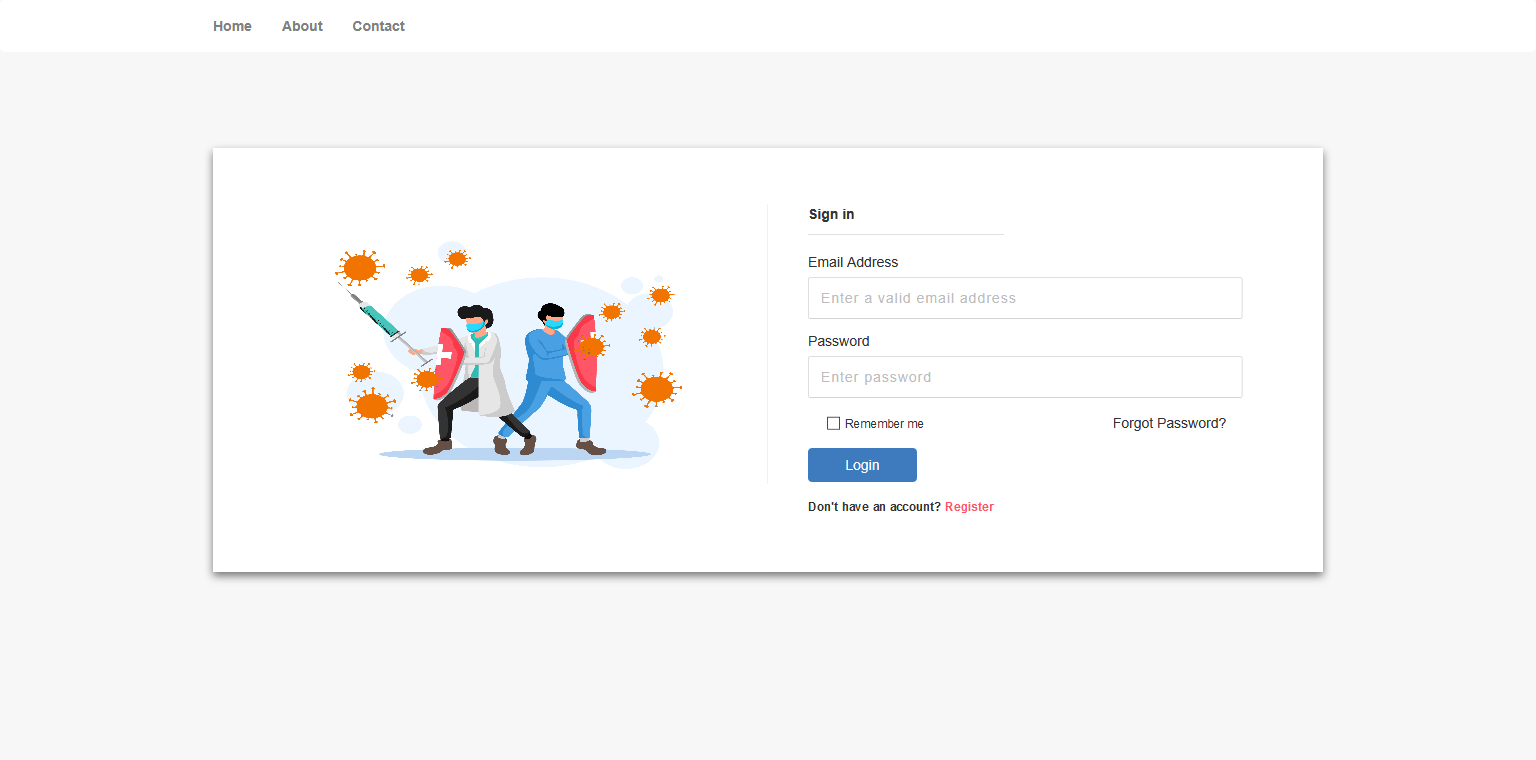 Home About Contact
Sign in
Email Address
Enter a valid email address
Password
Enter password
Remember me Forgot Password?
Login
Don't have an account? Register